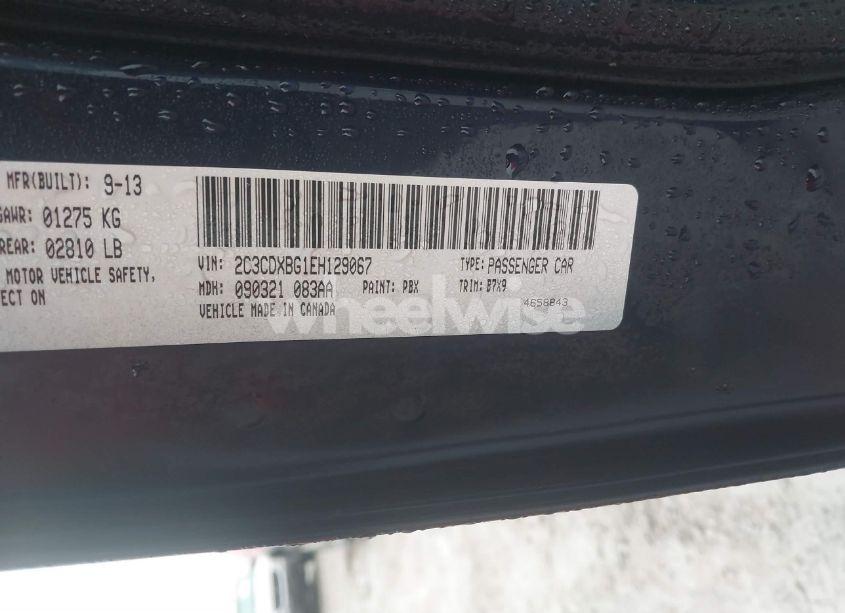 MFR(BUILT): 9-13
GAWR: 01275 KG
REAR: 02810 LB
MOTOR VEHICLE SAFETY,
ECT ON
VIN: 2C3CDXBG1EH129067 TYPE: PASSENGER CAR
MDH: 090321 083AA PAINT: PBX TRIM: B7X9
VEHICLE MADE IN CANADA 4658843
wheelwise